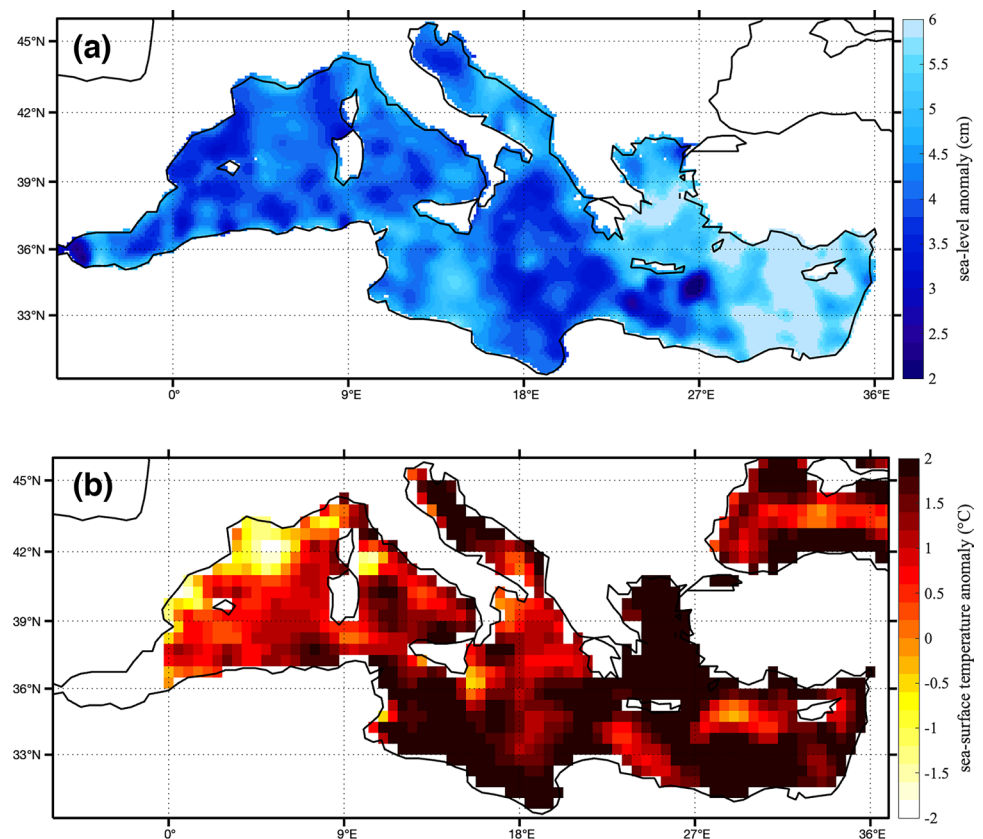 (a)
45°N
42°N
39°N
36°N
33°N
0°
9°E
18°E
27°E
36°E
6
5.5
5
4.5
4
3.5
3
2.5
2
sea-level anomaly (cm)
(b)
45°N
42°N
39°N
36°N
33°N
0°
9°E
18°E
27°E
36°E
2
1.5
1
0.5
0
-0.5
-1
-1.5
-2
sea-surface temperature anomaly (°C)